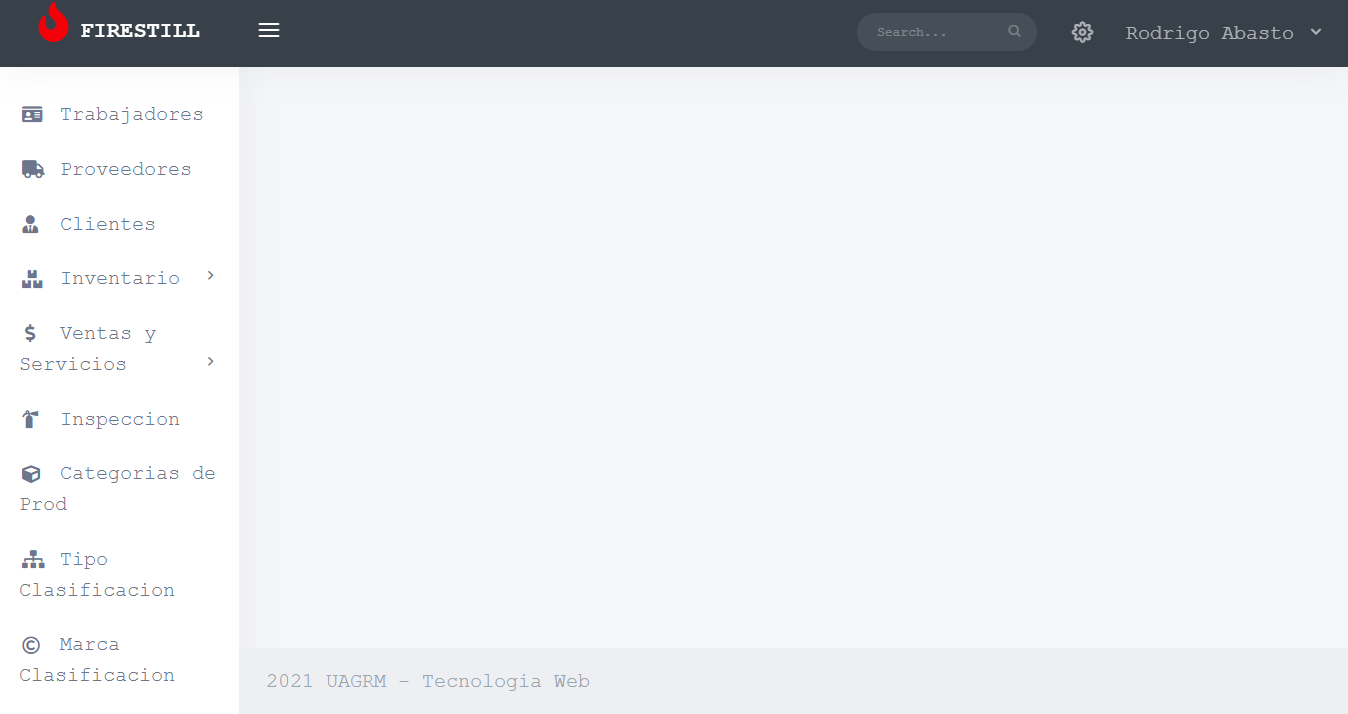 FIRESTILL
Search...
Rodrigo Abasto
Trabajadores
Proveedores
Clientes
Inventario
Ventas y
Servicios
Inspeccion
Categorias de
Prod
Tipo
Clasificacion
Marca
Clasificacion
2021 UAGRM - Tecnologia Web